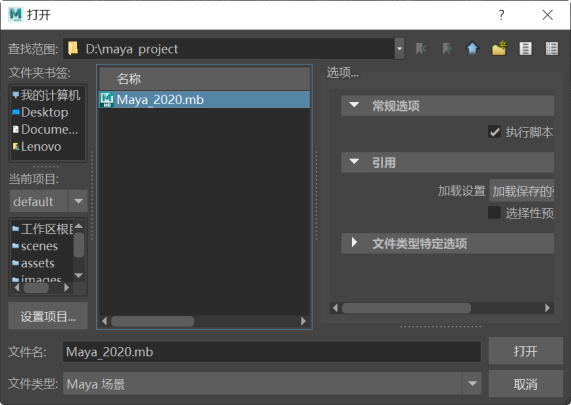 打开
查找范围: D:\maya project
文件夹书签:
我的计算机
Desktop
Docume...
Lenovo
当前项目:
default
工作区根目
scenes
assets
images
设置项目...
名称
Maya_2020.mb
选项...
常规选项
执行脚本
引用
加载设置 加载保存的
选择性预
文件类型特定选项
文件名: Maya_2020.mb
打开
文件类型: Maya 场景
取消